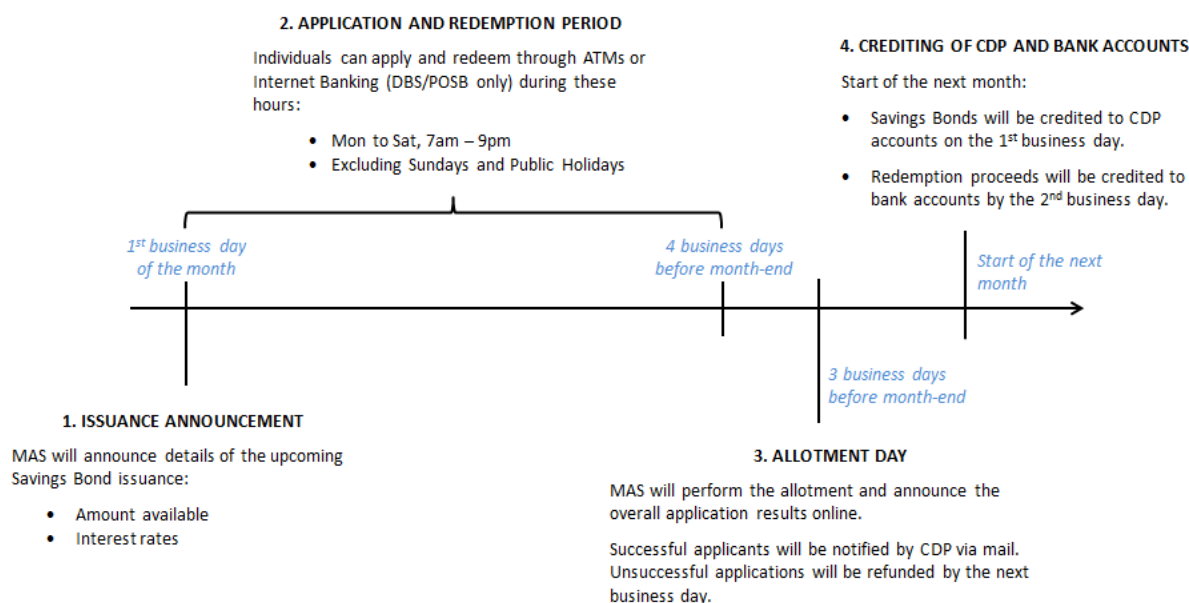 2. APPLICATION AND REDEMPTION PERIOD
Individuals can apply and redeem through ATMs or
Internet Banking (DBS/POSB only) during these
hours:
• Mon to Sat, 7am – 9pm
• Excluding Sundays and Public Holidays
4. CREDITING OF CDP AND BANK ACCOUNTS
Start of the next month:
• Savings Bonds will be credited to CDP
accounts on the 1st business day.
• Redemption proceeds will be credited to
bank accounts by the 2nd business day.
1st business day
of the month
4 business days
before month-end
Start of the next
month
3 business days
before month-end
1. ISSUANCE ANNOUNCEMENT
MAS will announce details of the upcoming
Savings Bond issuance:
• Amount available
• Interest rates
3. ALLOTMENT DAY
MAS will perform the allotment and announce the
overall application results online.
Successful applicants will be notified by CDP via mail.
Unsuccessful applications will be refunded by the next
business day.